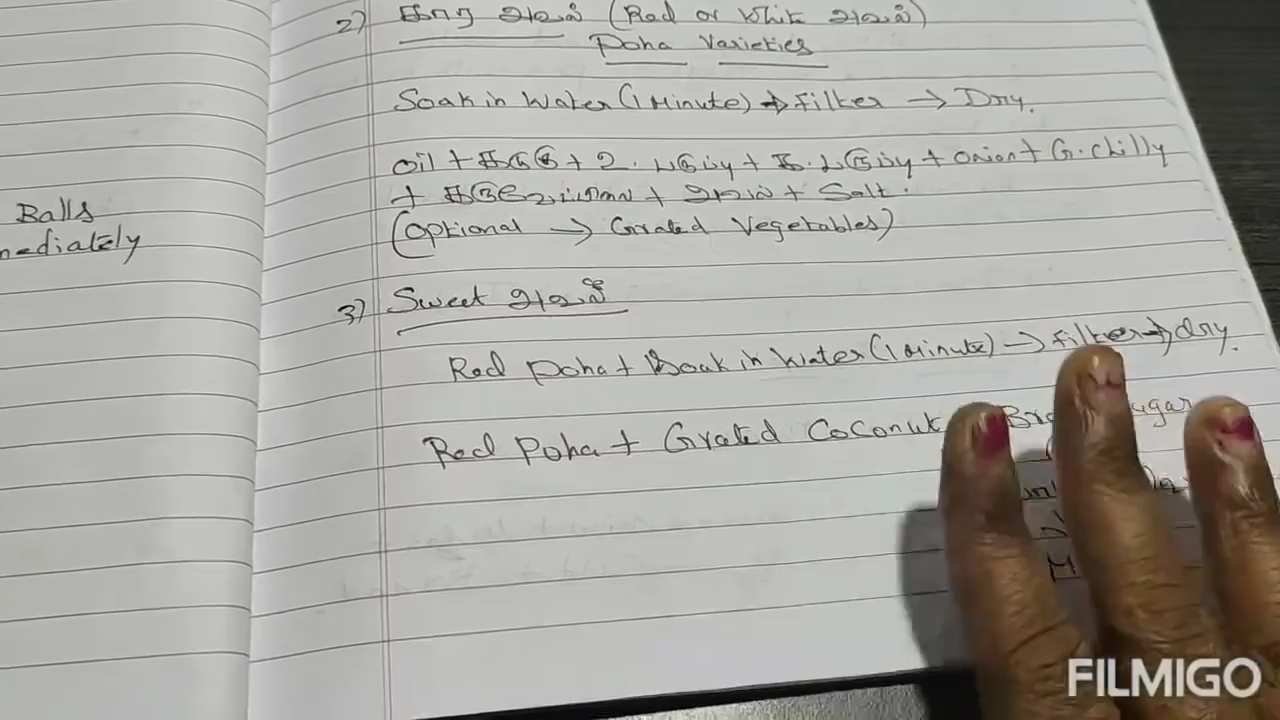 Balls
mediately
2) கார அவல் (Red or White அவல்)
Poha Varieties
Soak in Water (1 Minute) → Filter → Dry.
oil + கடுகு + உ. பருப்பு + க. பருப்பு + Onion + G. chilly
+ கறிவேப்பிலை + அவல் + Salt.
(Optional → Grated Vegetables)
3) Sweet அவல்
Red Poha + Soak in Water (1 Minute) → Filter → dry.
Red Poha + Grated Coconut
FILMIGO